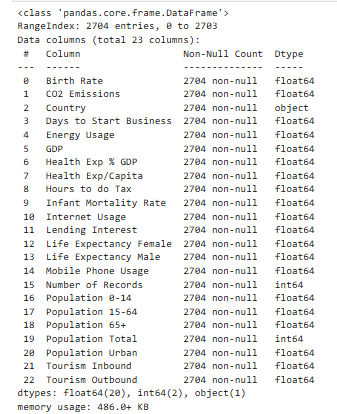 <class 'pandas.core.frame.DataFrame'>
RangeIndex: 2704 entries, 0 to 2703
Data columns (total 23 columns):
 #   Column                  Non-Null Count  Dtype
---  ------                  --------------  -----
 0   Birth Rate              2704 non-null   float64
 1   CO2 Emissions           2704 non-null   float64
 2   Country                 2704 non-null   object
 3   Days to Start Business  2704 non-null   float64
 4   Energy Usage            2704 non-null   float64
 5   GDP                     2704 non-null   float64
 6   Health Exp % GDP        2704 non-null   float64
 7   Health Exp/Capita       2704 non-null   float64
 8   Hours to do Tax         2704 non-null   float64
 9   Infant Mortality Rate   2704 non-null   float64
 10  Internet Usage          2704 non-null   float64
 11  Lending Interest        2704 non-null   float64
 12  Life Expectancy Female  2704 non-null   float64
 13  Life Expectancy Male    2704 non-null   float64
 14  Mobile Phone Usage      2704 non-null   float64
 15  Number of Records       2704 non-null   int64
 16  Population 0-14         2704 non-null   float64
 17  Population 15-64        2704 non-null   float64
 18  Population 65+          2704 non-null   float64
 19  Population Total        2704 non-null   int64
 20  Population Urban        2704 non-null   float64
 21  Tourism Inbound         2704 non-null   float64
 22  Tourism Outbound        2704 non-null   float64
dtypes: float64(20), int64(2), object(1)
memory usage: 486.0+ KB